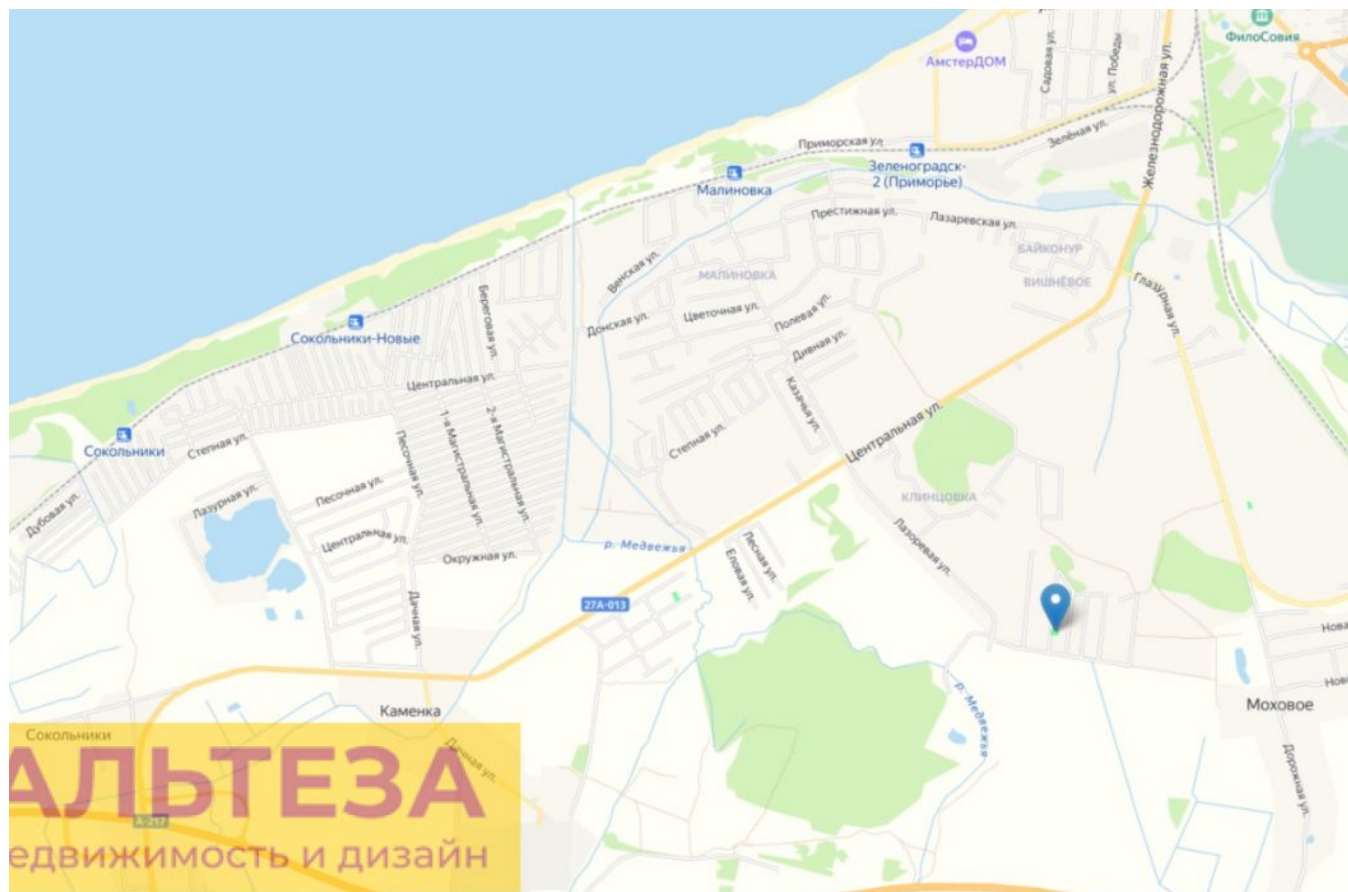 ФилоСовия
АмстерДОМ
Садовая ул.
ул. Победы
Железнодорожная ул.
Приморская ул.
Зелёная ул.
Зеленоградск-
2 (Приморье)
Малиновка
Престижная ул.
Лазаревская ул.
БАЙКОНУР
ВИШНЁВОЕ
Венская ул.
МАЛИНОВКА
Глазурная ул.
Береговая ул.
Донская ул.
Цветочная ул.
Полевая ул.
Сокольники-Новые
Дивная ул.
Центральная ул.
Казачья ул.
1-я Магистральная ул.
2-я Магистральная ул.
Центральная ул.
Степная ул.
Сокольники
Степная ул.
Песочная ул.
КЛИНЦОВКА
Дубовая ул.
Лазурная ул.
Песочная ул.
Лазоревая ул.
Центральная ул.
Окружная ул.
р. Медвежья
Лесная ул.
Еловая ул.
27А-013
Дачная ул.
Нова
Ново
Каменка
р. Медвежья
Моховое
Сокольники
Дачная ул.
Дорожная ул.
АЛЬТЕЗА
А-217
едвижимость и дизайн